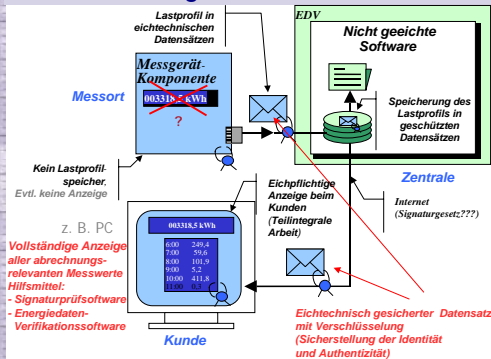 Lastprofil in
eichtechnischen
Datensätzen
EDV
Nicht geeichte
Software
Messgerät-
Komponente
003318,5 kWh
?
Messort
Speicherung des
Lastprofils in
geschützten
Datensätzen
Kein Lastprofil-
speicher,
Evtl. keine Anzeige
Zentrale
Eichpflichtige
Anzeige beim
Kunden
(Teilintegrale
Arbeit)
Internet
(Signaturgesetz???)
z. B. PC
Vollständige Anzeige
aller abrechnungs-
relevanten Messwerte
Hilfsmittel:
- Signaturprüfsoftware
- Energiedaten-
Verifikationssoftware
003318,5 kWh
6:00 249,4
7:00 59,6
8:00 101,9
9:00 5,2
10:00 411,8
11:00 0,3
Kunde
Eichtechnisch gesicherter Datensatz
mit Verschlüsselung
(Sicherstellung der Identität
und Authentizität)